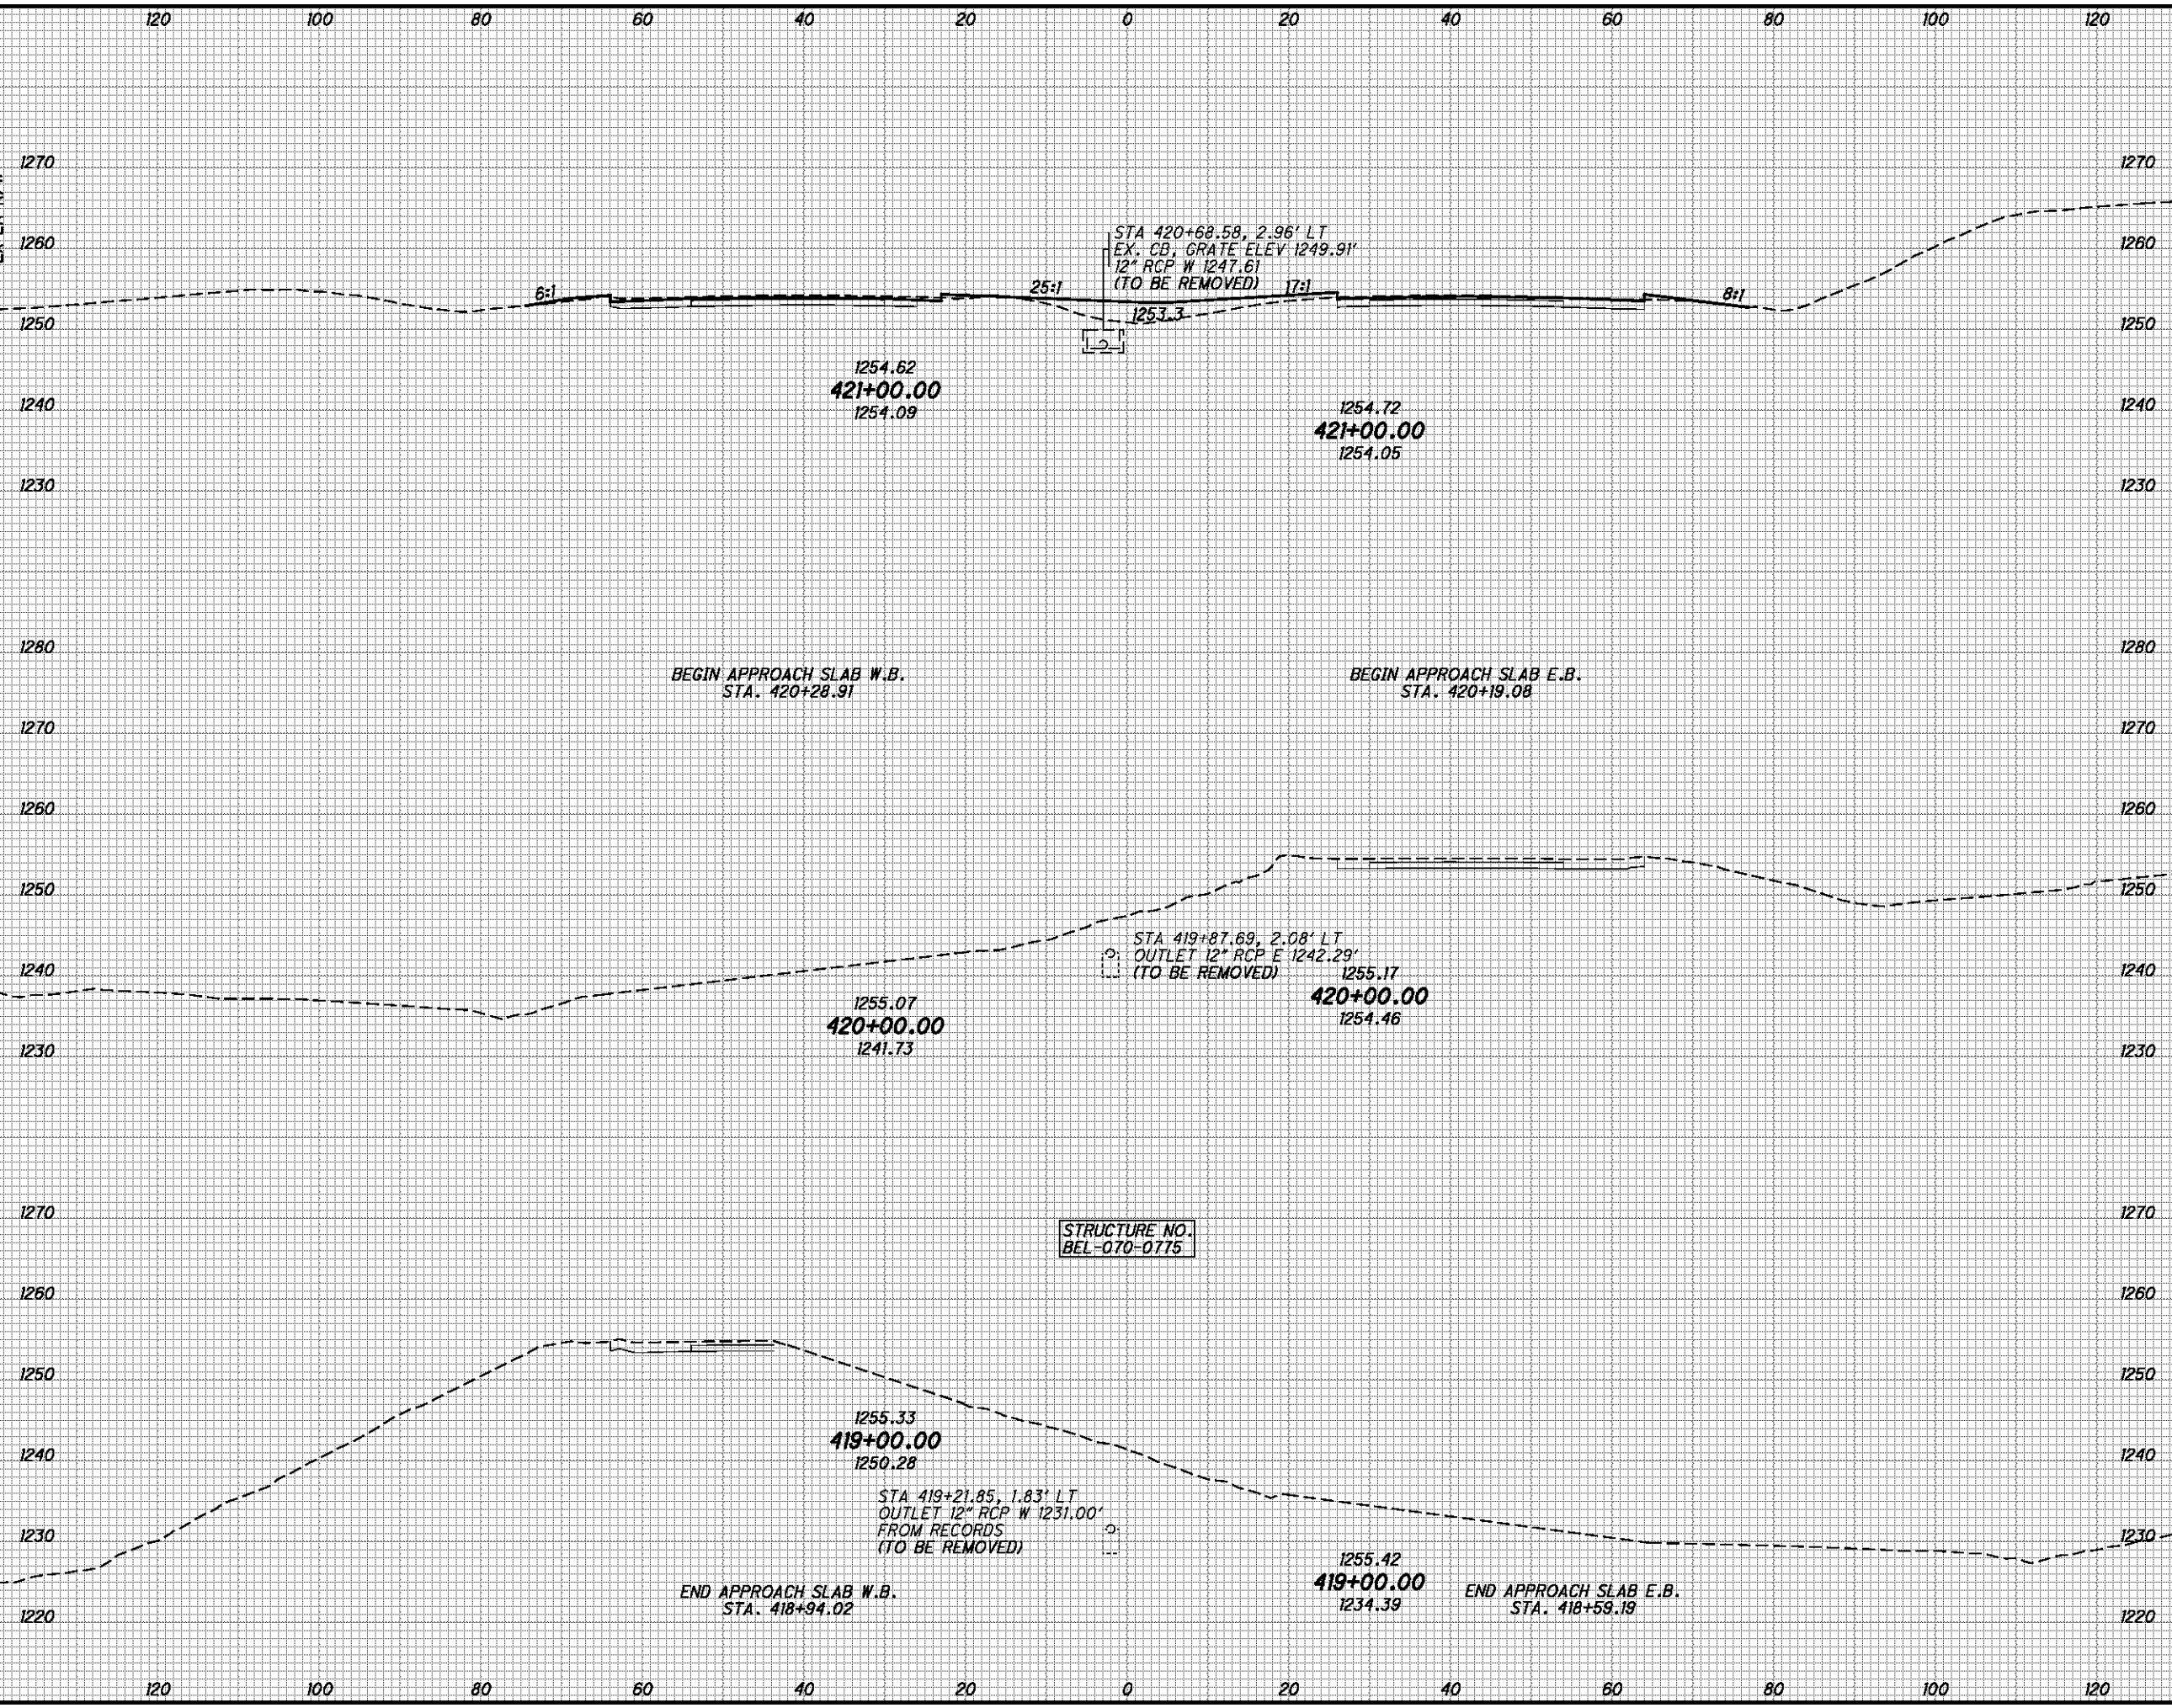 120 100 80 60 40 20 0 20 40 60 80 100 120
1270 1270
1260 1260
STA 420+68.58, 2.96' LT
EX. CB, GRATE ELEV 1249.91'
12" RCP W 1247.61
(TO BE REMOVED)
6:1 25:1 17:1 8:1
1253.3
1250 1250
1254.62
421+00.00
1254.09
1240 1240
1254.72
421+00.00
1254.05
1230 1230
1280 1280
BEGIN APPROACH SLAB W.B.
STA. 420+28.91
BEGIN APPROACH SLAB E.B.
STA. 420+19.08
1270 1270
1260 1260
1250 1250
STA 419+87.69, 2.08' LT
OUTLET 12" RCP E 1242.29'
(TO BE REMOVED)
1240 1240
1255.17
420+00.00
1254.46
1255.07
420+00.00
1241.73
1230 1230
1270 1270
STRUCTURE NO.
BEL-070-0775
1260 1260
1250 1250
1255.33
419+00.00
1250.28
1240 1240
STA 419+21.85, 1.83' LT
OUTLET 12" RCP W 1231.00'
FROM RECORDS
(TO BE REMOVED)
1230 1230
1255.42
419+00.00
1234.39
END APPROACH SLAB W.B.
STA. 418+94.02
END APPROACH SLAB E.B.
STA. 418+59.19
1220 1220
120 100 80 60 40 20 0 20 40 60 80 100 120